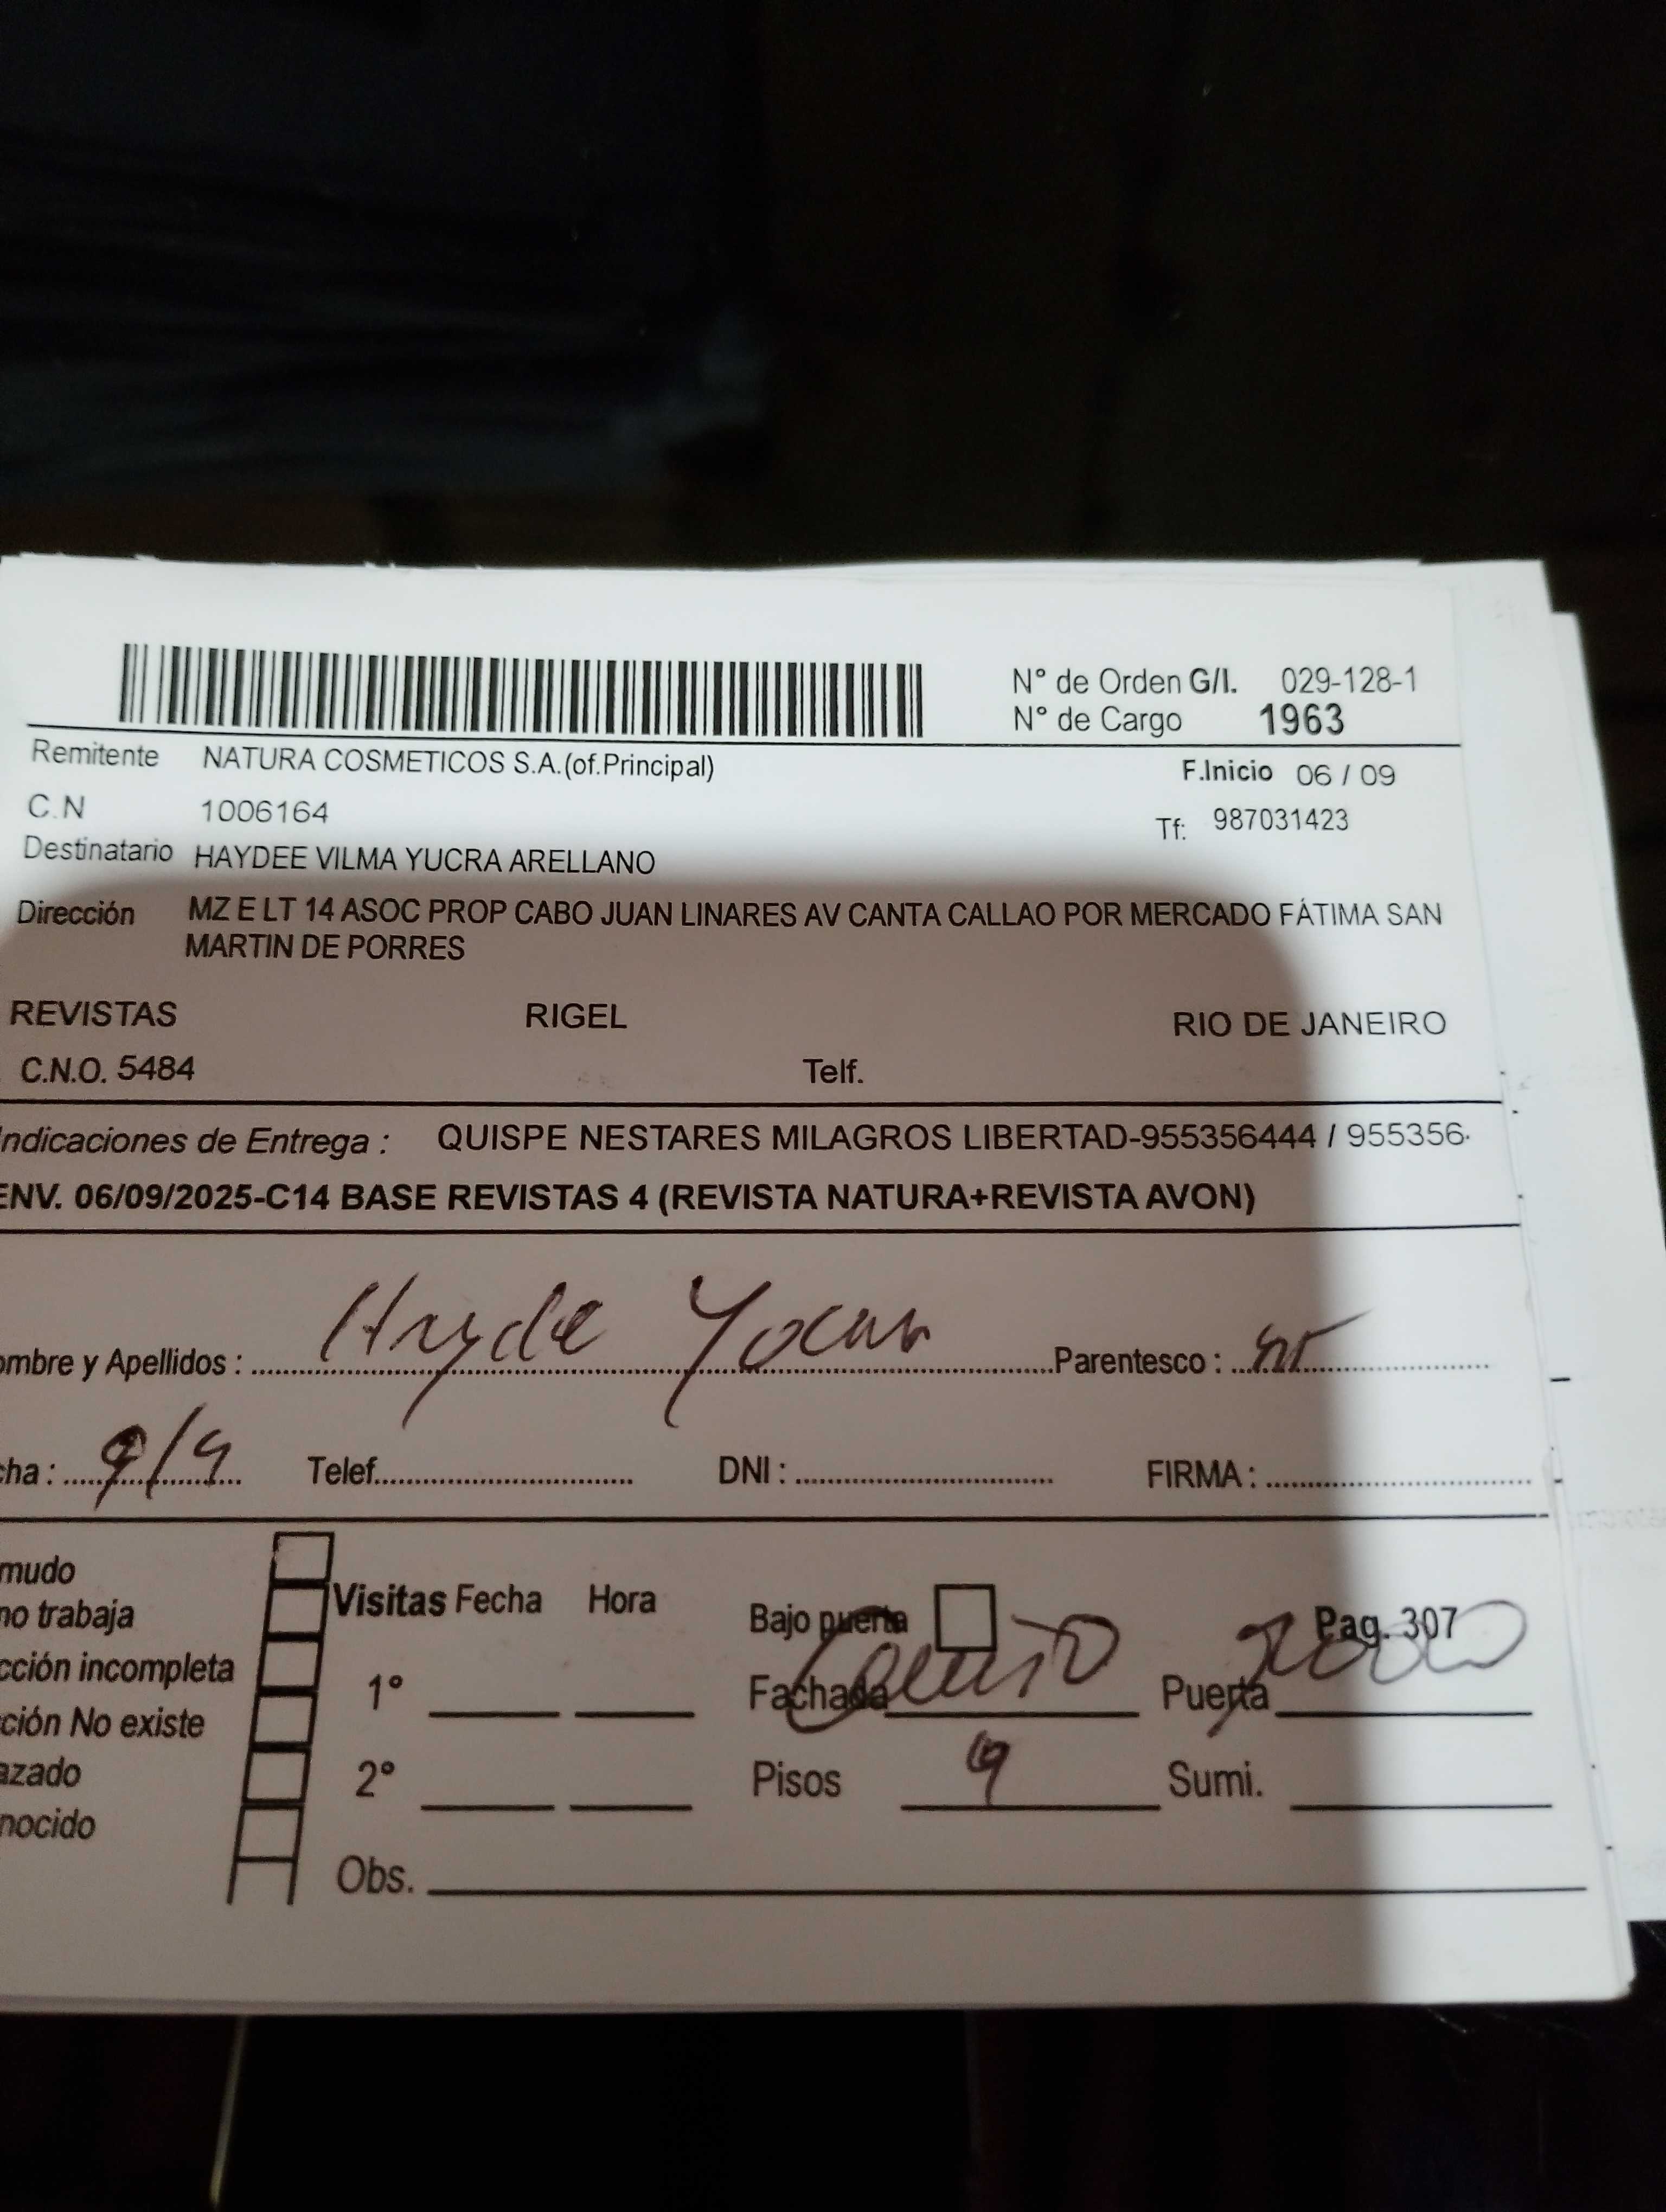 N° de Orden G/I. 029-128-1
N° de Cargo 1963
Remitente NATURA COSMETICOS S.A.(of.Principal)
F.Inicio 06 / 09
C.N 1006164
Tf: 987031423
Destinatario HAYDEE VILMA YUCRA ARELLANO
Dirección MZ E LT 14 ASOC PROP CABO JUAN LINARES AV CANTA CALLAO POR MERCADO FÁTIMA SAN
MARTIN DE PORRES
REVISTAS RIGEL RIO DE JANEIRO
C.N.O. 5484 Telf.
Indicaciones de Entrega : QUISPE NESTARES MILAGROS LIBERTAD-955356444 / 955356
ENV. 06/09/2025-C14 BASE REVISTAS 4 (REVISTA NATURA+REVISTA AVON)
ombre y Apellidos : Hayde Parentesco :
cha : 9/9 Telef. DNI : FIRMA :
mudo
no trabaja
cción incompleta
ción No existe
azado
nocido
Visitas Fecha Hora
1°
2°
Bajo puerta Pag. 307
Fachada Puerta
Pisos Sumi.
Obs.